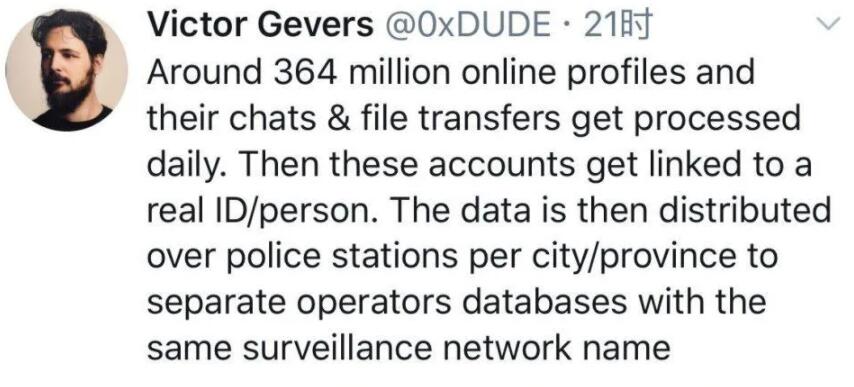 Victor Gevers @0xDUDE · 21时
Around 364 million online profiles and
their chats & file transfers get processed
daily. Then these accounts get linked to a
real ID/person. The data is then distributed
over police stations per city/province to
separate operators databases with the
same surveillance network name